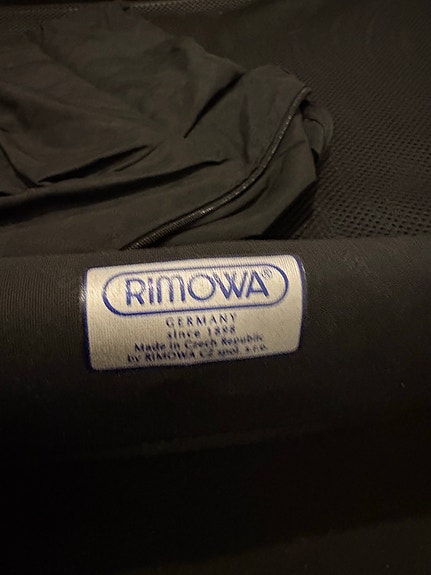 RIMOWA®
GERMANY
since 1898
Made in Czech Republic
by RIMOWA CZ spol. s r.o.